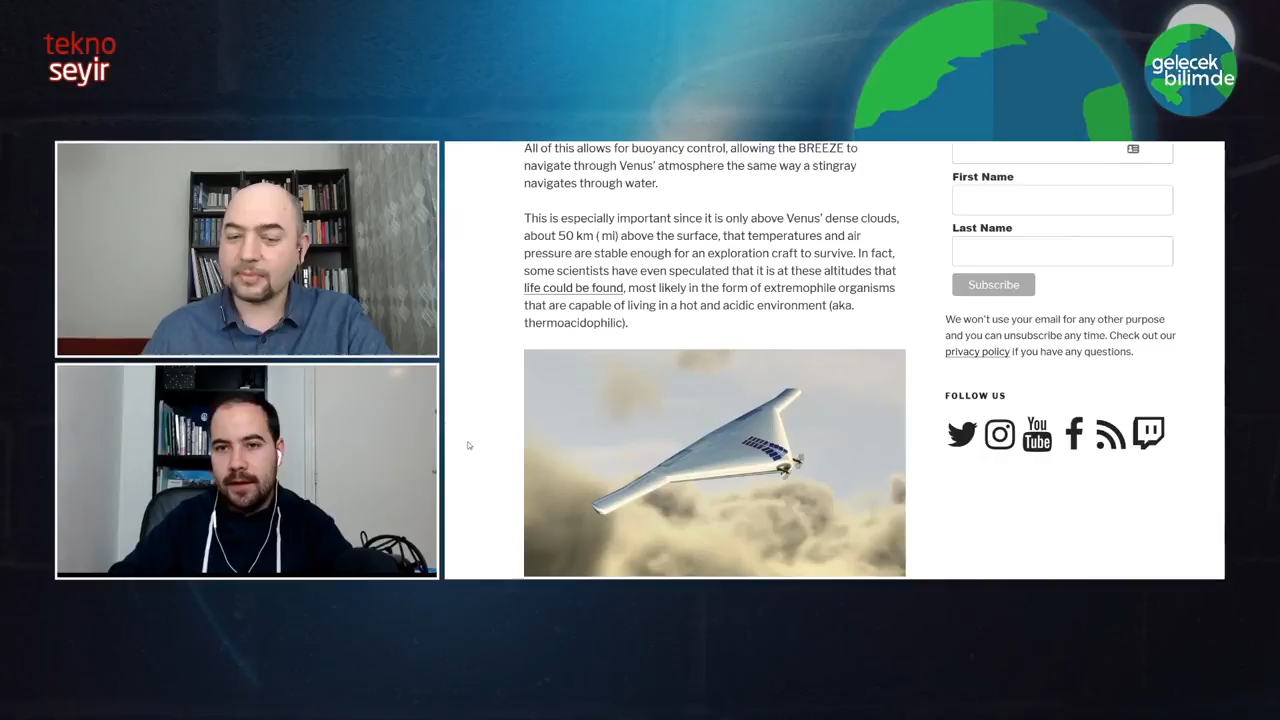 tekno
seyir
gelecek
bilimde
All of this allows for buoyancy control, allowing the BREEZE to
navigate through Venus' atmosphere the same way a stingray
navigates through water.
This is especially important since it is only above Venus' dense clouds,
about 50 km ( mi) above the surface, that temperatures and air
pressure are stable enough for an exploration craft to survive. In fact,
some scientists have even speculated that it is at these altitudes that
life could be found, most likely in the form of extremophile organisms
that are capable of living in a hot and acidic environment (aka.
thermoacidophilic).
First Name
Last Name
Subscribe
We won't use your email for any other purpose
and you can unsubscribe any time. Check out our
privacy policy if you have any questions.
FOLLOW US
You
Tube